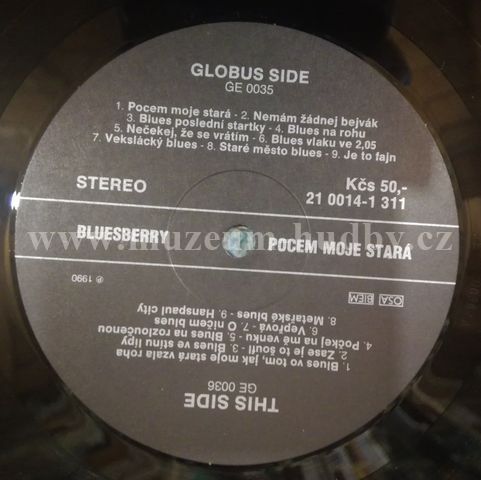 GLOBUS SIDE
GE 0035
1. Pocem moje stará - 2. Nemám žádnej bejvák
3. Blues poslední startky - 4. Blues na rohu
5. Nečekej, že se vrátím - 6. Blues vlaku ve 2,05
7. Vekslácký blues - 8. Staré město blues - 9. Je to fajn
STEREO
Kčs 50,-
21 0014-1 311
www.muzeum-hudby.cz
BLUESBERRY
POCEM MOJE STARÁ
℗ 1990
OSA BIEM
THIS SIDE
GE 0036
1. Blues vo tom, jak moje stará vzala roha
2. Zase je to šoufl - 3. Blues ve stínu lípy
4. Počkej na mě venku - 5. Blues na rozloučenou
6. Veprová - 7. O ničem blues
8. Metařské blues - 9. Hanspaul city